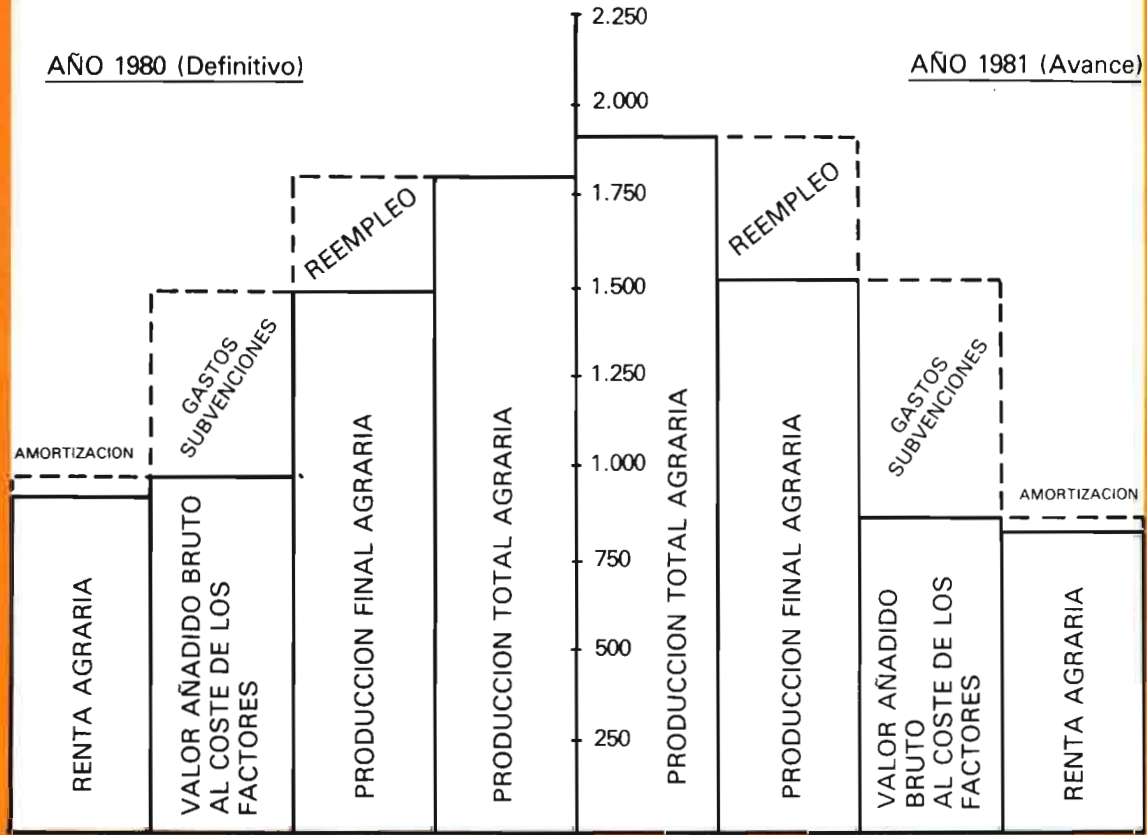 AÑO 1980 (Definitivo)
AÑO 1981 (Avance)
2.250
2.000
1.750
1.500
1.250
1.000
750
500
250
AMORTIZACION
RENTA AGRARIA
GASTOS
SUBVENCIONES
VALOR AÑADIDO BRUTO
AL COSTE DE LOS
FACTORES
REEMPLEO
PRODUCCION FINAL AGRARIA
PRODUCCION TOTAL AGRARIA
PRODUCCION TOTAL AGRARIA
REEMPLEO
PRODUCCION FINAL AGRARIA
GASTOS
SUBVENCIONES
VALOR AÑADIDO
BRUTO
AL COSTE DE LOS
FACTORES
AMORTIZACION
RENTA AGRARIA